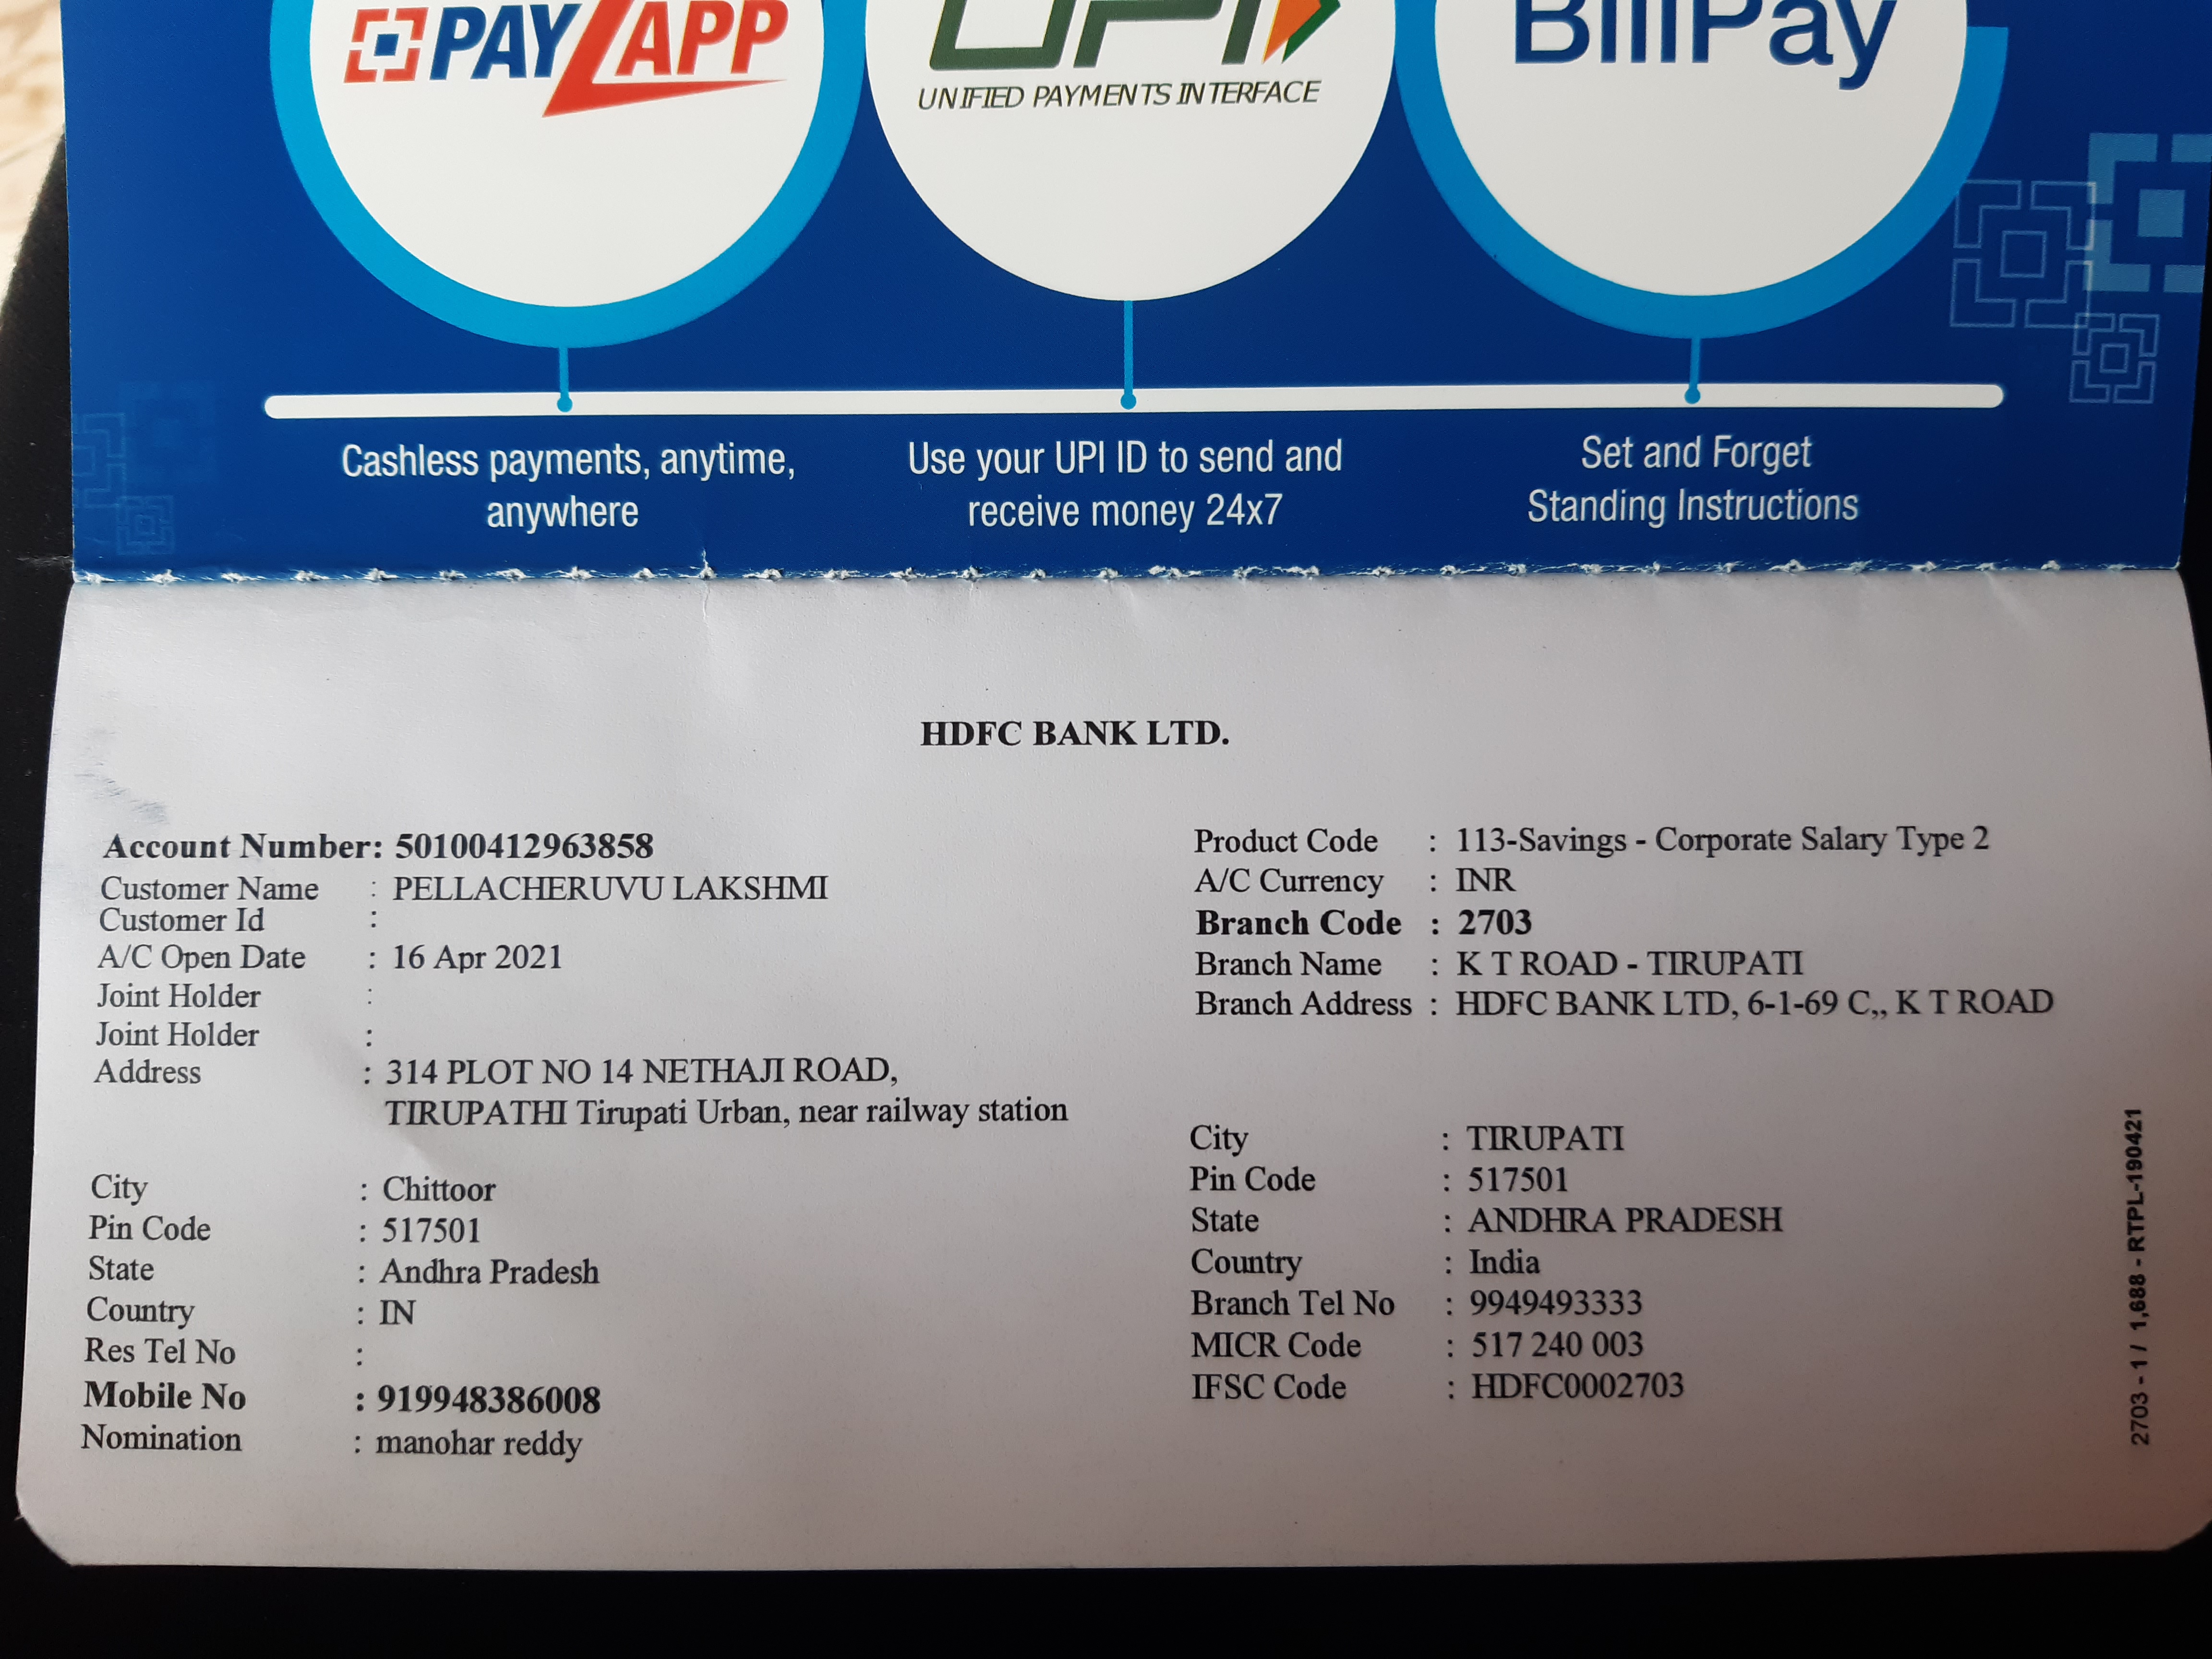 PAYZAPP
UPI
UNIFIED PAYMENTS INTERFACE
BillPay
Cashless payments, anytime,
anywhere
Use your UPI ID to send and
receive money 24x7
Set and Forget
Standing Instructions
HDFC BANK LTD.
Account Number: 50100412963858
Customer Name : PELLACHERUVU LAKSHMI
Customer Id :
A/C Open Date : 16 Apr 2021
Joint Holder :
Joint Holder :
Address : 314 PLOT NO 14 NETHAJI ROAD,
TIRUPATHI Tirupati Urban, near railway station
City : Chittoor
Pin Code : 517501
State : Andhra Pradesh
Country : IN
Res Tel No :
Mobile No : 919948386008
Nomination : manohar reddy
Product Code : 113-Savings - Corporate Salary Type 2
A/C Currency : INR
Branch Code : 2703
Branch Name : K T ROAD - TIRUPATI
Branch Address : HDFC BANK LTD, 6-1-69 C,, K T ROAD
City : TIRUPATI
Pin Code : 517501
State : ANDHRA PRADESH
Country : India
Branch Tel No : 9949493333
MICR Code : 517 240 003
IFSC Code : HDFC0002703
2703 - 1 / 1,688 - RTPL-190421